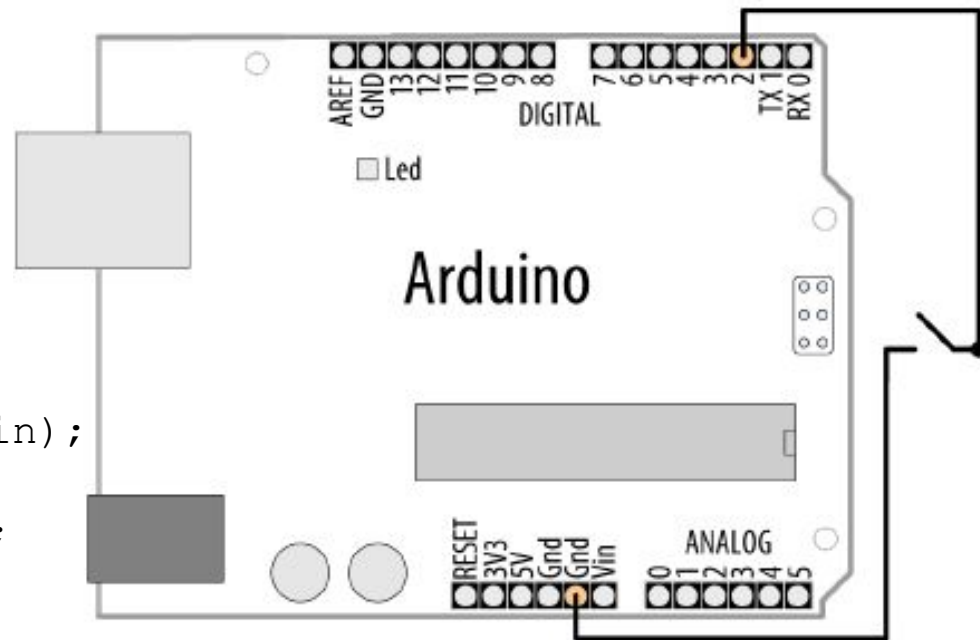 AREF
GND
13
12
11
10
9
8
7
6
5
4
3
2
TX 1
RX 0
DIGITAL
Led
Arduino
in);
;
RESET
3V3
5V
Gnd
Gnd
Vin
ANALOG
0
1
2
3
4
5